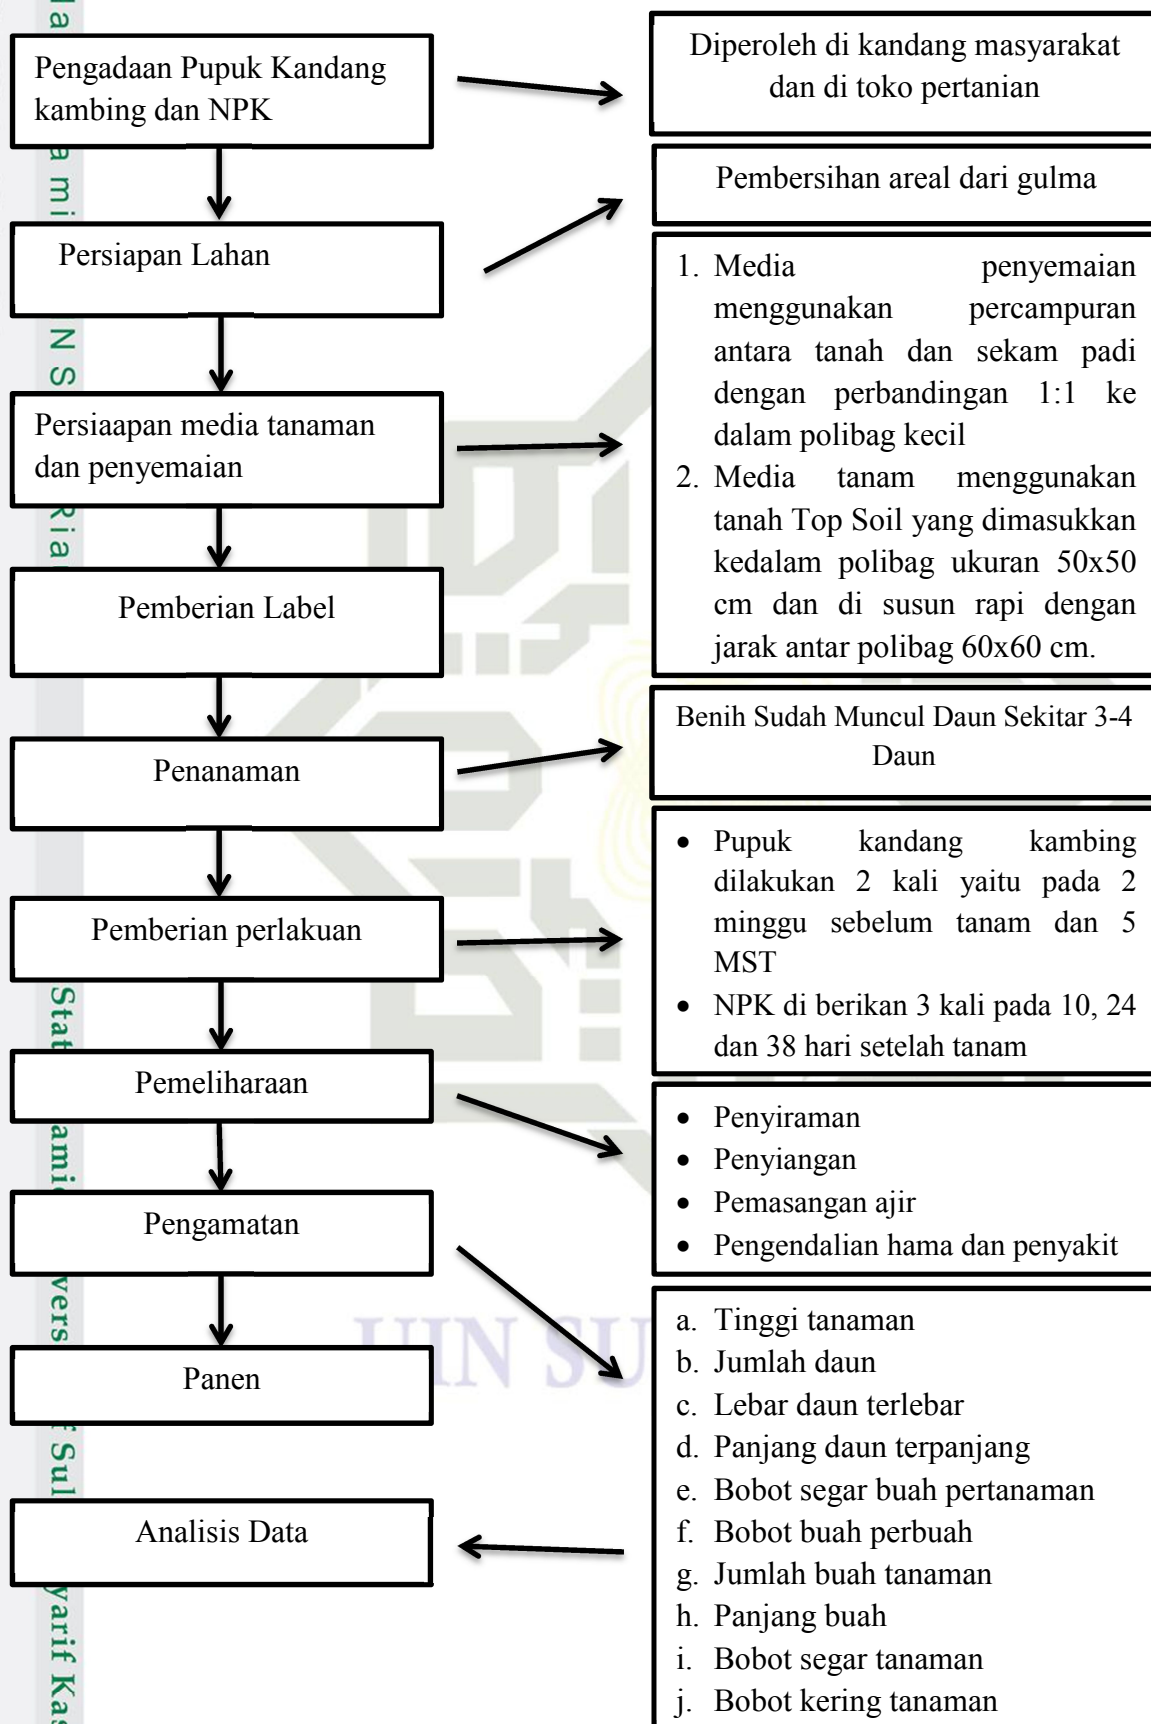 Pengadaan Pupuk Kandang
kambing dan NPK
Diperoleh di kandang masyarakat
dan di toko pertanian
Persiapan Lahan
Pembersihan areal dari gulma
Persiaapan media tanaman
dan penyemaian
1. Media penyemaian
menggunakan percampuran
antara tanah dan sekam padi
dengan perbandingan 1:1 ke
dalam polibag kecil
2. Media tanam menggunakan
tanah Top Soil yang dimasukkan
kedalam polibag ukuran 50x50
cm dan di susun rapi dengan
jarak antar polibag 60x60 cm.
Pemberian Label
Penanaman
Benih Sudah Muncul Daun Sekitar 3-4
Daun
Pemberian perlakuan
• Pupuk kandang kambing
dilakukan 2 kali yaitu pada 2
minggu sebelum tanam dan 5
MST
• NPK di berikan 3 kali pada 10, 24
dan 38 hari setelah tanam
Pemeliharaan
• Penyiraman
• Penyiangan
• Pemasangan ajir
• Pengendalian hama dan penyakit
Pengamatan
a. Tinggi tanaman
b. Jumlah daun
c. Lebar daun terlebar
d. Panjang daun terpanjang
e. Bobot segar buah pertanaman
f. Bobot buah perbuah
g. Jumlah buah tanaman
h. Panjang buah
i. Bobot segar tanaman
j. Bobot kering tanaman
Panen
Analisis Data
UIN SU